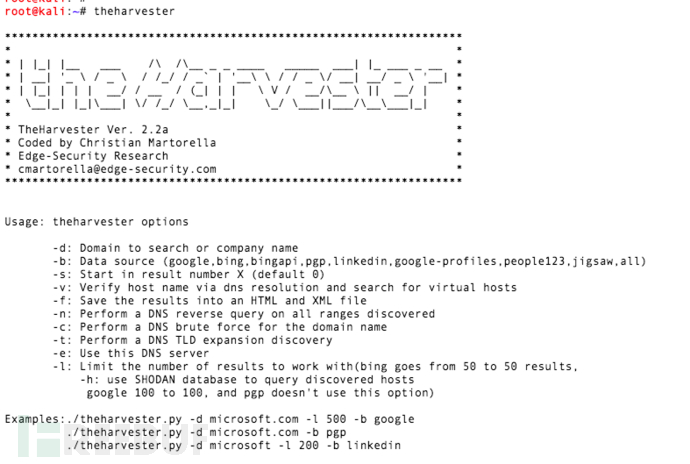 root@kali:~# theharvester
*******************************************************************
theHarvester
* TheHarvester Ver. 2.2a *
* Coded by Christian Martorella *
* Edge-Security Research *
* cmartorella@edge-security.com *
*******************************************************************
Usage: theharvester options
-d: Domain to search or company name
-b: Data source (google,bing,bingapi,pgp,linkedin,google-profiles,people123,jigsaw,all)
-s: Start in result number X (default 0)
-v: Verify host name via dns resolution and search for virtual hosts
-f: Save the results into an HTML and XML file
-n: Perform a DNS reverse query on all ranges discovered
-c: Perform a DNS brute force for the domain name
-t: Perform a DNS TLD expansion discovery
-e: Use this DNS server
-l: Limit the number of results to work with(bing goes from 50 to 50 results,
-h: use SHODAN database to query discovered hosts
google 100 to 100, and pgp doesn't use this option)
Examples:./theharvester.py -d microsoft.com -l 500 -b google
./theharvester.py -d microsoft.com -b pgp
./theharvester.py -d microsoft -l 200 -b linkedin